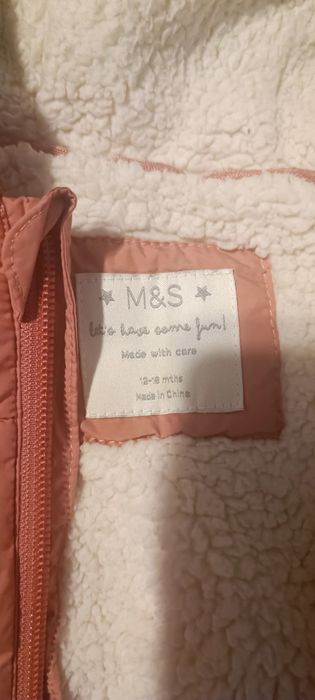 M&S
let's have some fun!
Made with care
12-18 mths
Made in China